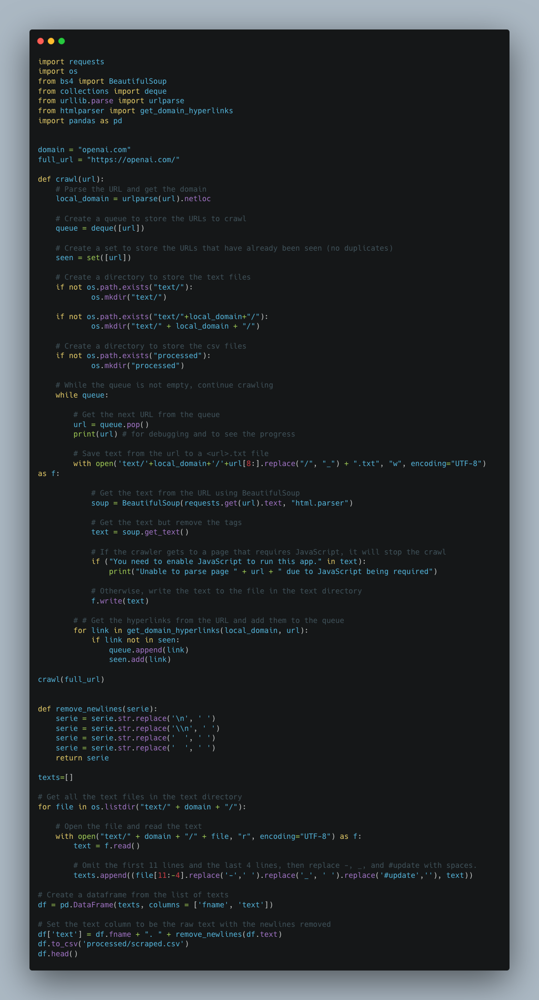 import requests
import os
from bs4 import BeautifulSoup
from collections import deque
from urllib.parse import urlparse
from htmlparser import get_domain_hyperlinks
import pandas as pd


domain = "openai.com"
full_url = "https://openai.com/"

def crawl(url):
    # Parse the URL and get the domain
    local_domain = urlparse(url).netloc

    # Create a queue to store the URLs to crawl
    queue = deque([url])

    # Create a set to store the URLs that have already been seen (no duplicates)
    seen = set([url])

    # Create a directory to store the text files
    if not os.path.exists("text/"):
            os.mkdir("text/")

    if not os.path.exists("text/"+local_domain+"/"):
            os.mkdir("text/" + local_domain + "/")

    # Create a directory to store the csv files
    if not os.path.exists("processed"):
            os.mkdir("processed")

    # While the queue is not empty, continue crawling
    while queue:

        # Get the next URL from the queue
        url = queue.pop()
        print(url) # for debugging and to see the progress

        # Save text from the url to a <url>.txt file
        with open('text/'+local_domain+'/'+url[8:].replace("/", "_") + ".txt", "w", encoding="UTF-8")
as f:

            # Get the text from the URL using BeautifulSoup
            soup = BeautifulSoup(requests.get(url).text, "html.parser")

            # Get the text but remove the tags
            text = soup.get_text()

            # If the crawler gets to a page that requires JavaScript, it will stop the crawl
            if ("You need to enable JavaScript to run this app." in text):
                print("Unable to parse page " + url + " due to JavaScript being required")

            # Otherwise, write the text to the file in the text directory
            f.write(text)

        # # Get the hyperlinks from the URL and add them to the queue
        for link in get_domain_hyperlinks(local_domain, url):
            if link not in seen:
                queue.append(link)
                seen.add(link)

crawl(full_url)


def remove_newlines(serie):
    serie = serie.str.replace('\n', ' ')
    serie = serie.str.replace('\\n', ' ')
    serie = serie.str.replace('  ', ' ')
    serie = serie.str.replace('  ', ' ')
    return serie

texts=[]

# Get all the text files in the text directory
for file in os.listdir("text/" + domain + "/"):

    # Open the file and read the text
    with open("text/" + domain + "/" + file, "r", encoding="UTF-8") as f:
        text = f.read()

        # Omit the first 11 lines and the last 4 lines, then replace -, _, and #update with spaces.
        texts.append((file[11:-4].replace('-',' ').replace('_', ' ').replace('#update',''), text))

# Create a dataframe from the list of texts
df = pd.DataFrame(texts, columns = ['fname', 'text'])

# Set the text column to be the raw text with the newlines removed
df['text'] = df.fname + ". " + remove_newlines(df.text)
df.to_csv('processed/scraped.csv')
df.head()